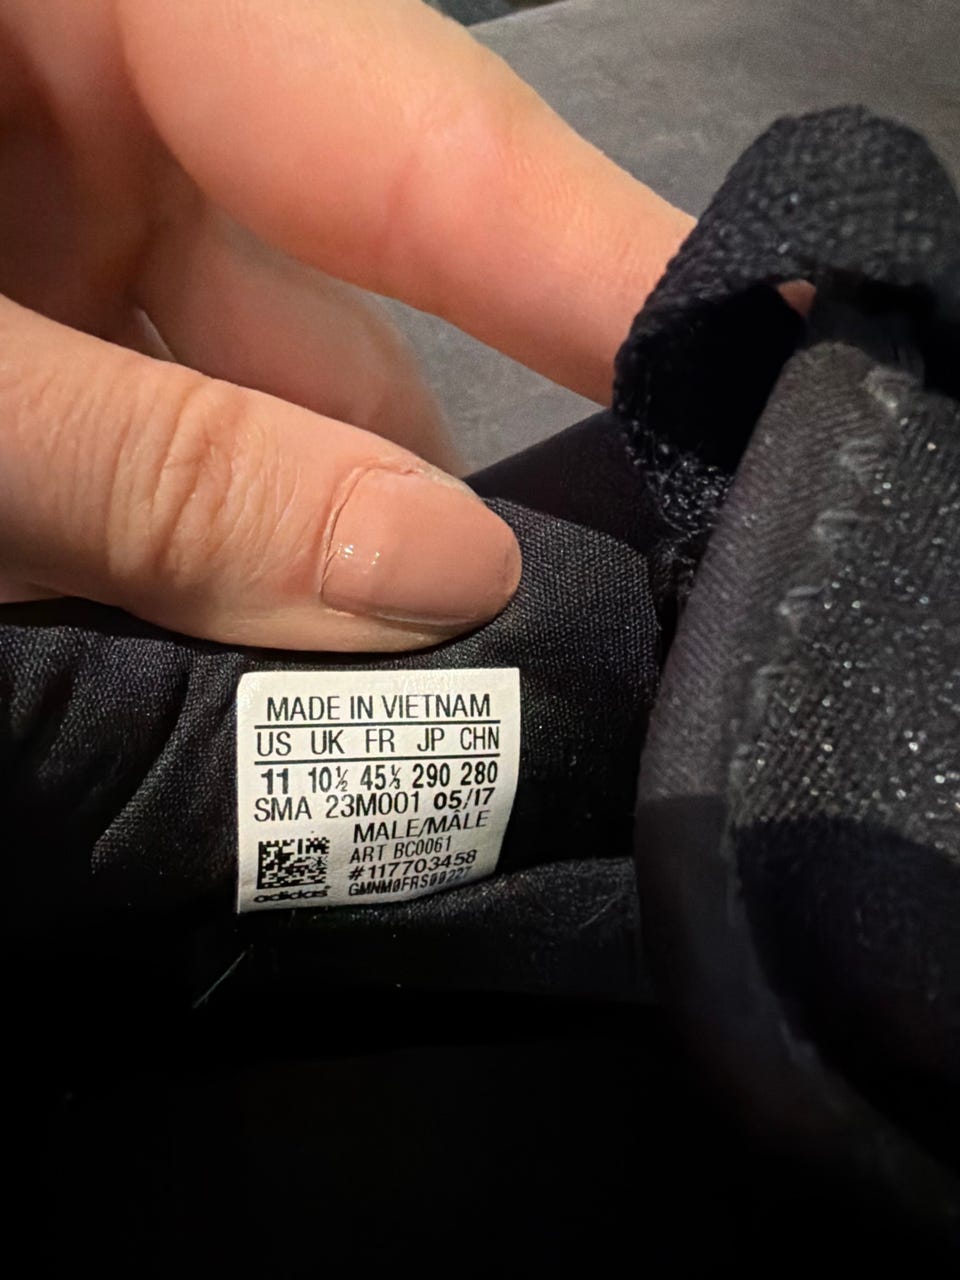 MADE IN VIETNAM
US UK FR JP CHN
11 10½ 45⅓ 290 280
SMA 23M001 05/17
MALE/MÂLE
ART BC0061
#117703458
GMNM0FRS00227
adidas